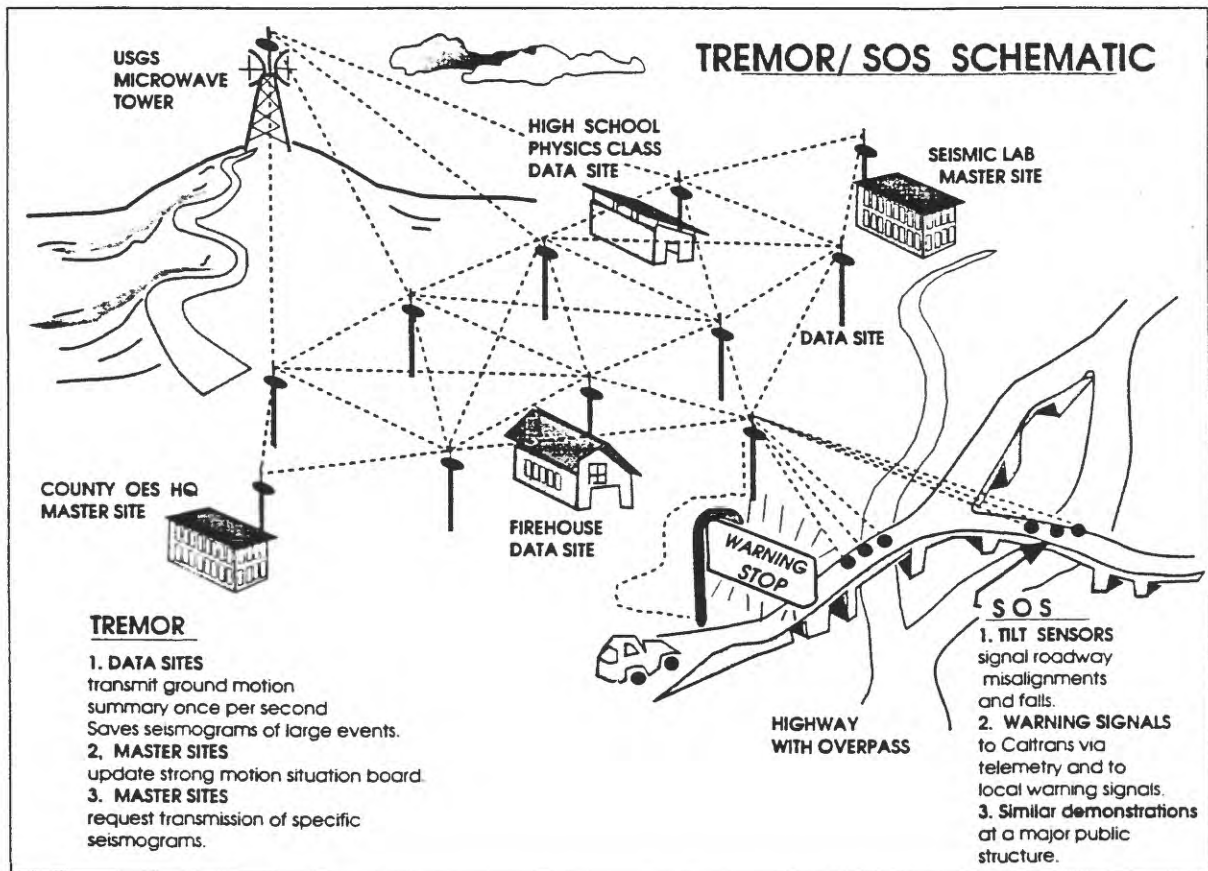 TREMOR/ SOS SCHEMATIC
USGS
MICROWAVE
TOWER
HIGH SCHOOL
PHYSICS CLASS
DATA SITE
SEISMIC LAB
MASTER SITE
DATA SITE
COUNTY OES HQ
MASTER SITE
FIREHOUSE
DATA SITE
WARNING
STOP
HIGHWAY
WITH OVERPASS
TREMOR
1. DATA SITES
transmit ground motion
summary once per second
Saves seismograms of large events.
2, MASTER SITES
update strong motion situation board.
3. MASTER SITES
request transmission of specific
seismograms.
SOS
1. TILT SENSORS
signal roadway
misalignments
and falls.
2. WARNING SIGNALS
to Caltrans via
telemetry and to
local warning signals.
3. Similar demonstrations
at a major public
structure.